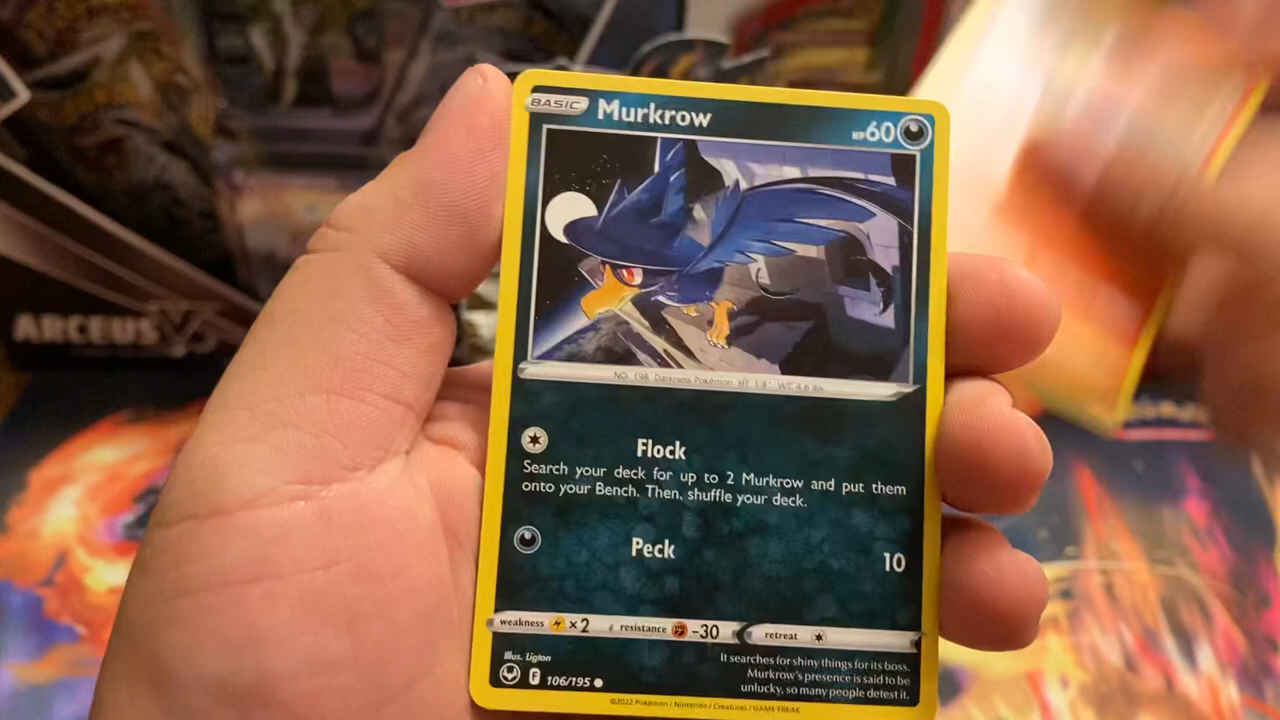 BASIC Murkrow HP60
NO. 198 Darkness Pokémon HT: 1'8" WT: 4.6 lbs.
Flock
Search your deck for up to 2 Murkrow and put them
onto your Bench. Then, shuffle your deck.
Peck 10
weakness ×2 resistance -30 retreat
Illus. Ligton
It searches for shiny things for its boss.
Murkrow's presence is said to be
unlucky, so many people detest it.
F 106/195
©2022 Pokémon / Nintendo / Creatures / GAME FREAK
ARCEUS V